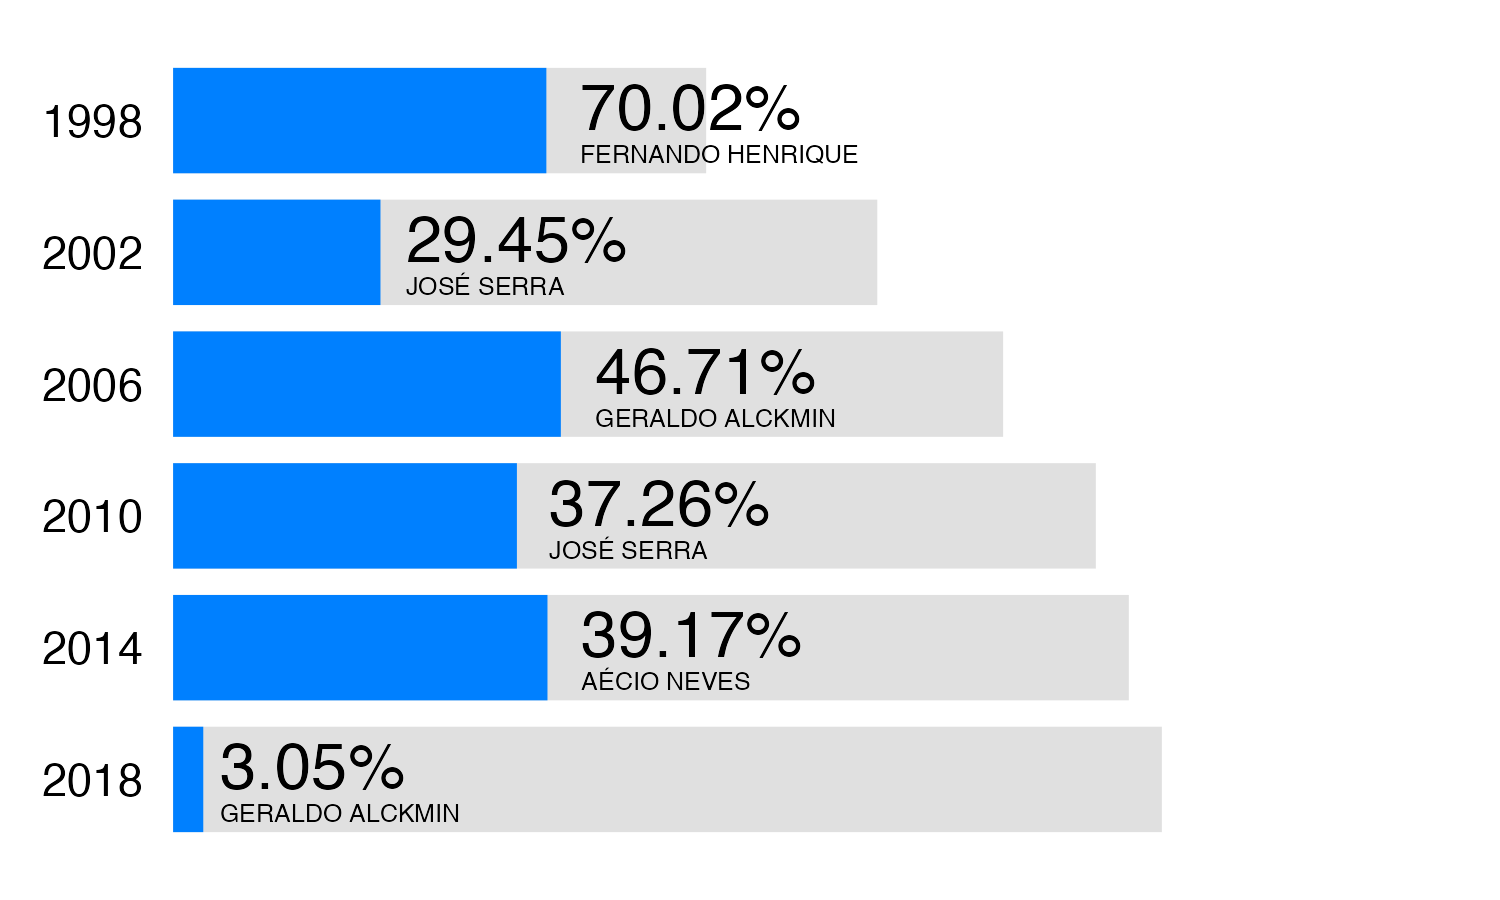 1998
70.02%
FERNANDO HENRIQUE
2002
29.45%
JOSÉ SERRA
2006
46.71%
GERALDO ALCKMIN
2010
37.26%
JOSÉ SERRA
2014
39.17%
AÉCIO NEVES
2018
3.05%
GERALDO ALCKMIN